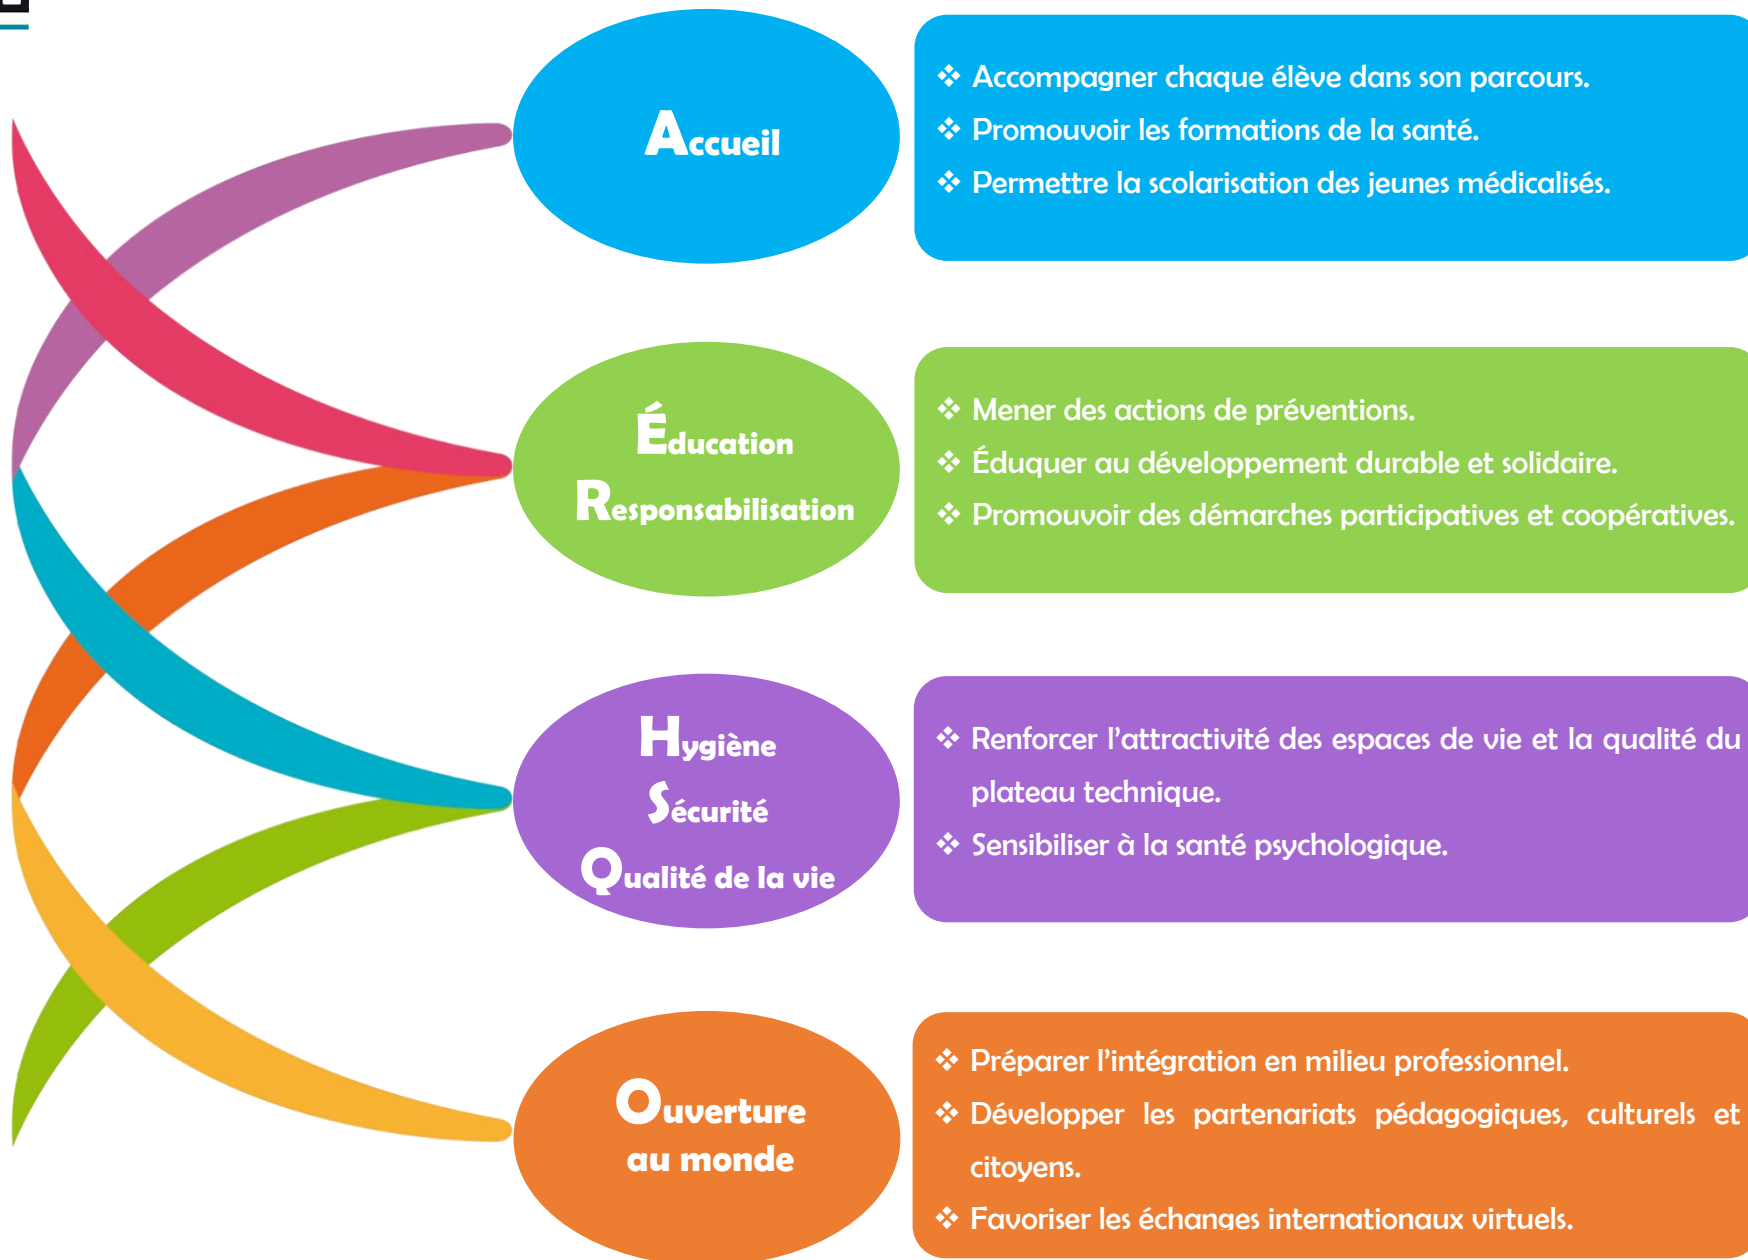 Accueil
❖ Accompagner chaque élève dans son parcours.
❖ Promouvoir les formations de la santé.
❖ Permettre la scolarisation des jeunes médicalisés.
Éducation
Responsabilisation
❖ Mener des actions de préventions.
❖ Éduquer au développement durable et solidaire.
❖ Promouvoir des démarches participatives et coopératives.
Hygiène
Sécurité
Qualité de la vie
❖ Renforcer l’attractivité des espaces de vie et la qualité du
plateau technique.
❖ Sensibiliser à la santé psychologique.
Ouverture
au monde
❖ Préparer l’intégration en milieu professionnel.
❖ Développer les partenariats pédagogiques, culturels et
citoyens.
❖ Favoriser les échanges internationaux virtuels.